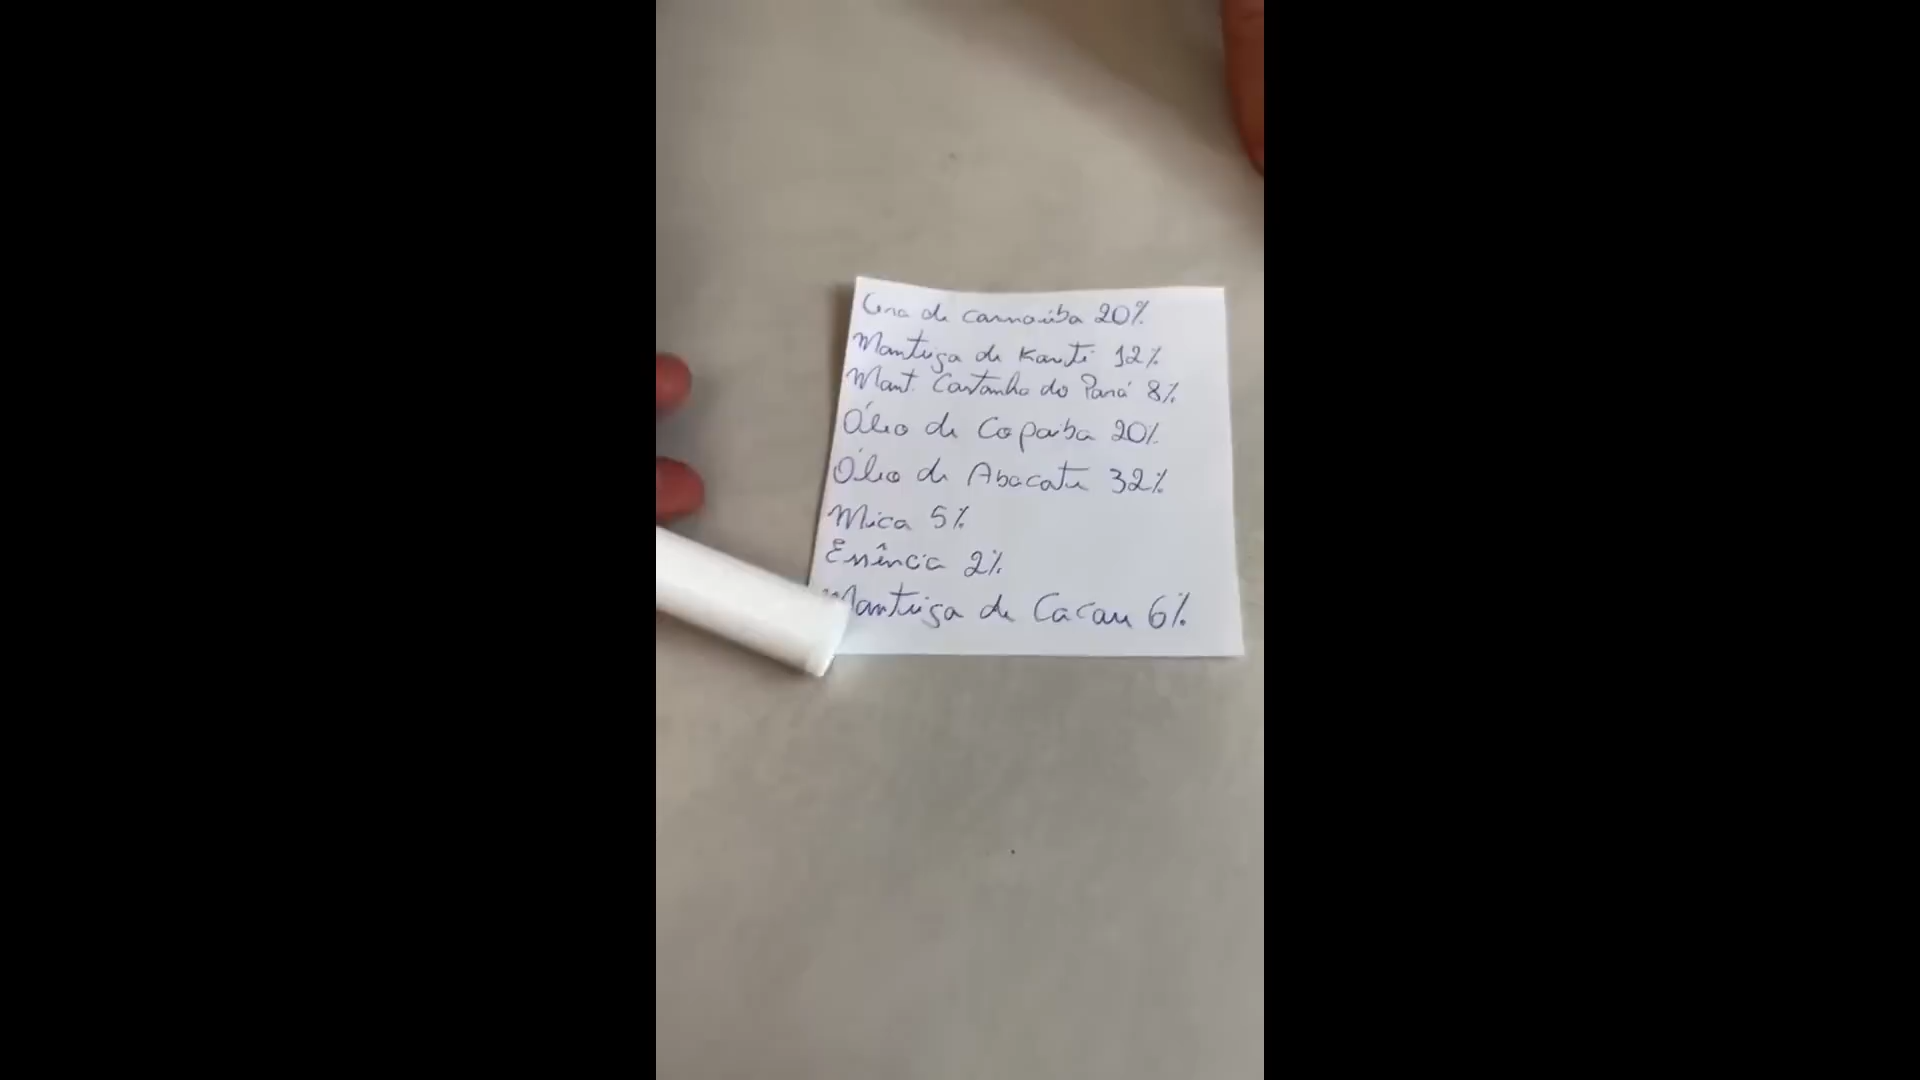 Cera de carnaúba 20%
Manteiga de Karité 12%
Mant. Castanha do Pará 8%
Óleo de Copaíba 20%
Óleo de Abacate 32%
Mica 5%
Essência 2%
Manteiga de Cacau 6%